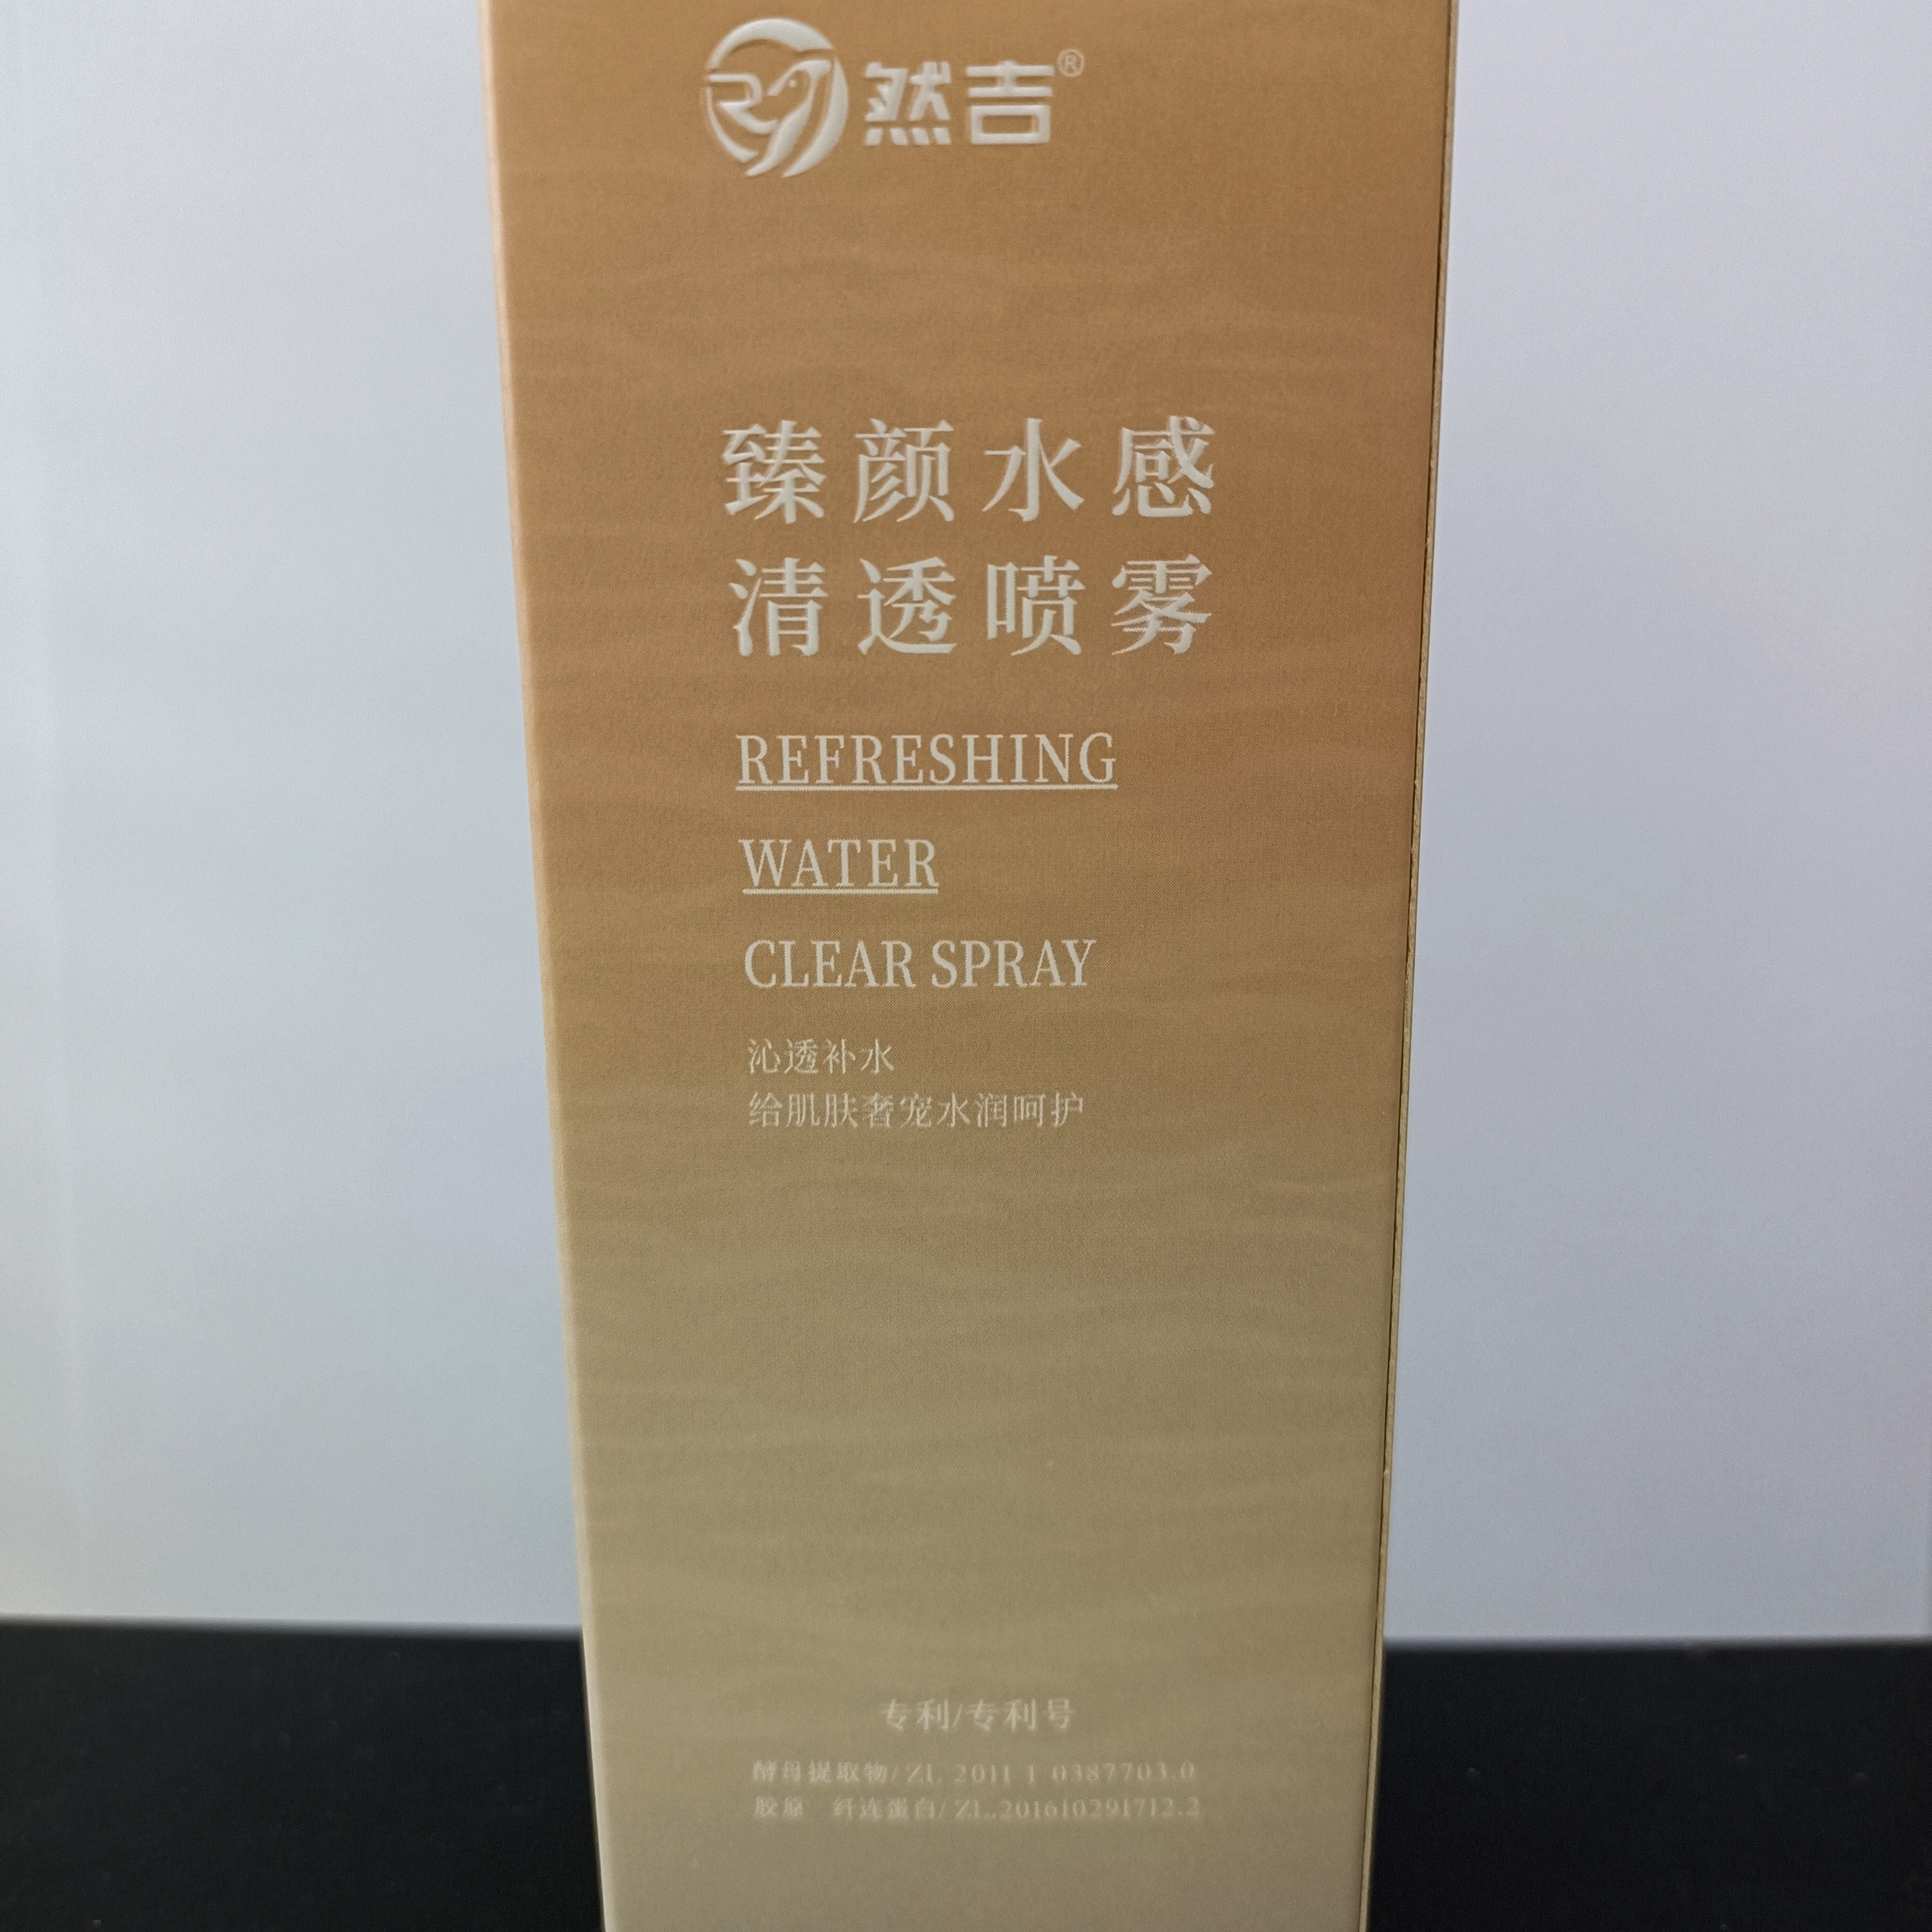 然吉®
臻颜水感
清透喷雾
REFRESHING
WATER
CLEAR SPRAY
沁透补水
给肌肤奢宠水润呵护
专利/专利号
酵母提取物/ ZL 2011 1 0387703.0
胶原 纤连蛋白/ ZL.201610291712.2